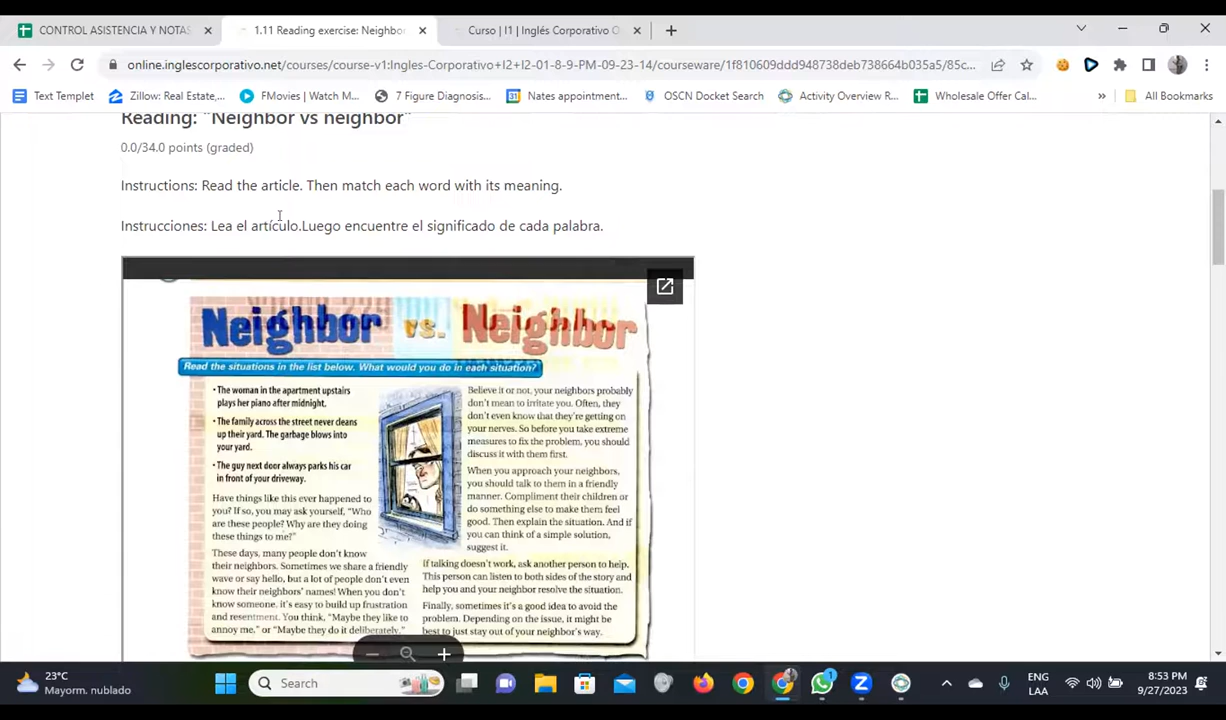 CONTROL ASISTENCIA Y NOTAS
1.11 Reading exercise: Neighbor
Curso | I1 | Inglés Corporativo O
online.inglescorporativo.net/courses/course-v1:Ingles-Corporativo+I2+I2-01-8-9-PM-09-23-14/courseware/1f810609ddd948738deb738664b035a5/85c...
Text Templet
Zillow: Real Estate,...
FMovies | Watch M...
7 Figure Diagnosis...
Nates appointment...
OSCN Docket Search
Activity Overview R...
Wholesale Offer Cal...
»
All Bookmarks
Reading: "Neighbor vs neighbor"
0.0/34.0 points (graded)
Instructions: Read the article. Then match each word with its meaning.
Instrucciones: Lea el artículo.Luego encuentre el significado de cada palabra.
Neighbor vs. Neighbor
Read the situations in the list below. What would you do in each situation?
• The woman in the apartment upstairs
plays her piano after midnight.
• The family across the street never cleans
up their yard. The garbage blows into
your yard.
• The guy next door always parks his car
in front of your driveway.
Have things like this ever happened to
you? If so, you may ask yourself, "Who
are these people? Why are they doing
these things to me?"
These days, many people don't know
their neighbors. Sometimes we share a friendly
wave or say hello, but a lot of people don't even
know their neighbors' names! When you don't
know someone, it's easy to build up frustration
and resentment. You think, "Maybe they like to
annoy me," or "Maybe they do it deliberately."
Believe it or not, your neighbors probably
don't mean to irritate you. Often, they
don't even know that they're getting on
your nerves. So before you take extreme
measures to fix the problem, you should
discuss it with them first.
When you approach your neighbors,
you should talk to them in a friendly
manner. Compliment their children or
do something else to make them feel
good. Then explain the situation. And if
you can think of a simple solution,
suggest it.
If talking doesn't work, ask another person to help.
This person can listen to both sides of the story and
help you and your neighbor resolve the situation.
Finally, sometimes it's a good idea to avoid the
problem. Depending on the issue, it might be
best to just stay out of your neighbor's way.
23°C
Mayorm. nublado
Search
1
ENG
LAA
8:53 PM
9/27/2023